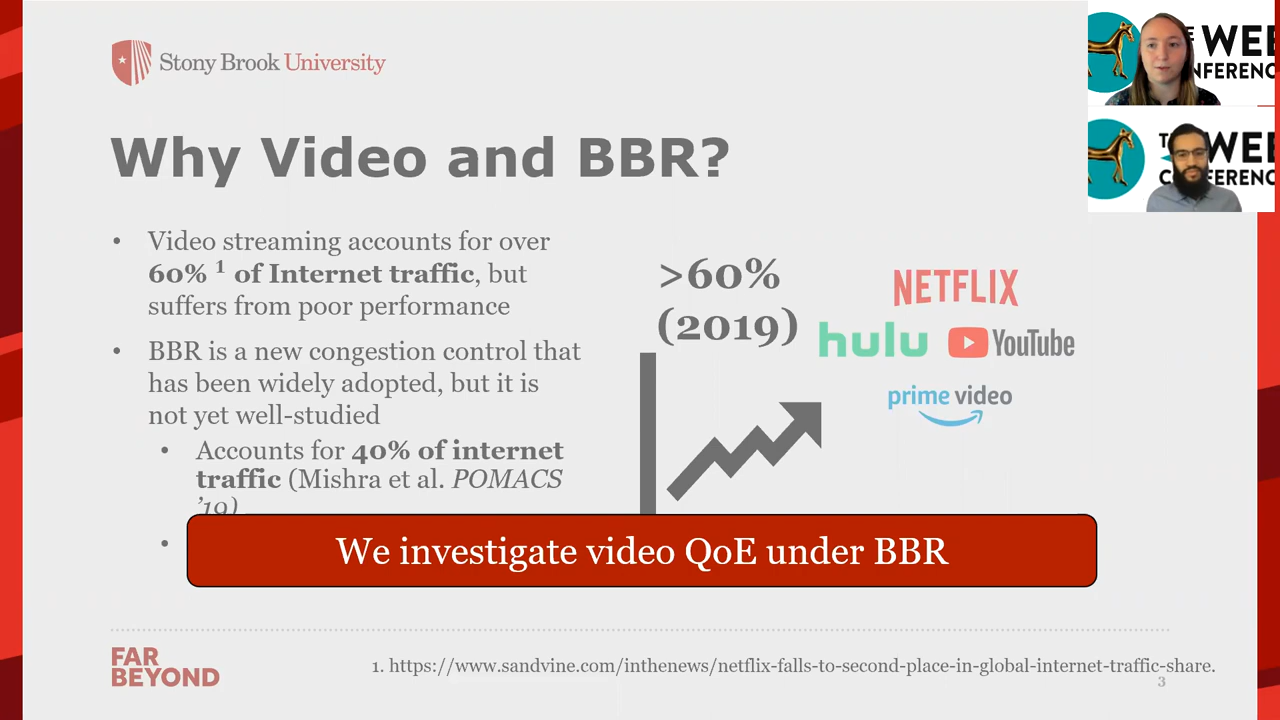 Stony Brook University
Why Video and BBR?
• Video streaming accounts for over
60% ¹ of Internet traffic, but
suffers from poor performance
• BBR is a new congestion control that
has been widely adopted, but it is
not yet well-studied
• Accounts for 40% of internet
traffic (Mishra et al. POMACS
’19)
•
>60%
(2019)
NETFLIX
hulu
YouTube
prime video
We investigate video QoE under BBR
FAR
BEYOND
1. https://www.sandvine.com/inthenews/netflix-falls-to-second-place-in-global-internet-traffic-share.
3
WE
NFERENC
T WE
C FERENC